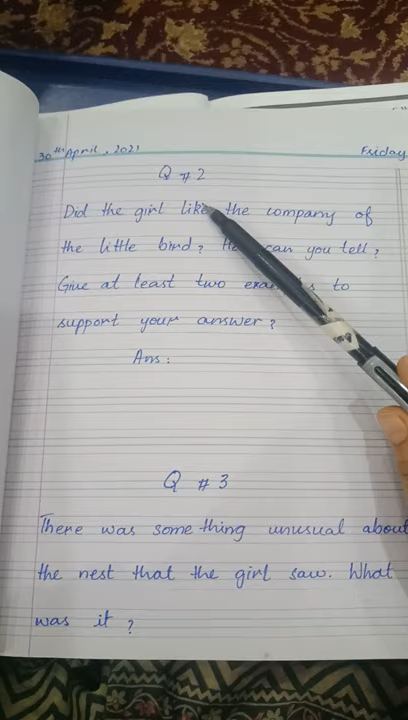 30th April, 2021 Friday
Q # 2
Did the girl like the company of
the little bird? can you tell?
Give at least two to
support your answer?
Ans:
Q # 3
There was something unusual about
the nest that the girl saw. What
was it?